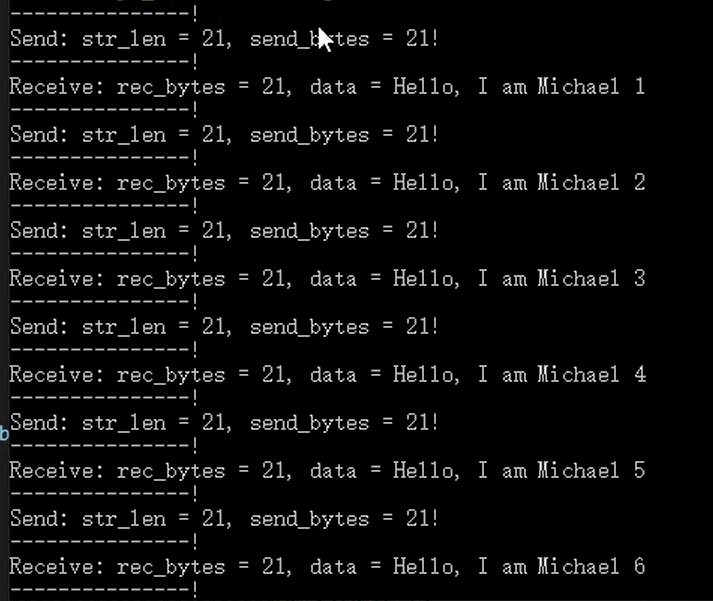 ---------------!
Send: str_len = 21, send_bytes = 21!
---------------!
Receive: rec_bytes = 21, data = Hello, I am Michael 1
---------------!
Send: str_len = 21, send_bytes = 21!
---------------!
Receive: rec_bytes = 21, data = Hello, I am Michael 2
---------------!
Send: str_len = 21, send_bytes = 21!
---------------!
Receive: rec_bytes = 21, data = Hello, I am Michael 3
---------------!
Send: str_len = 21, send_bytes = 21!
---------------!
Receive: rec_bytes = 21, data = Hello, I am Michael 4
---------------!
Send: str_len = 21, send_bytes = 21!
b
---------------!
Receive: rec_bytes = 21, data = Hello, I am Michael 5
---------------!
Send: str_len = 21, send_bytes = 21!
---------------!
Receive: rec_bytes = 21, data = Hello, I am Michael 6
---------------!